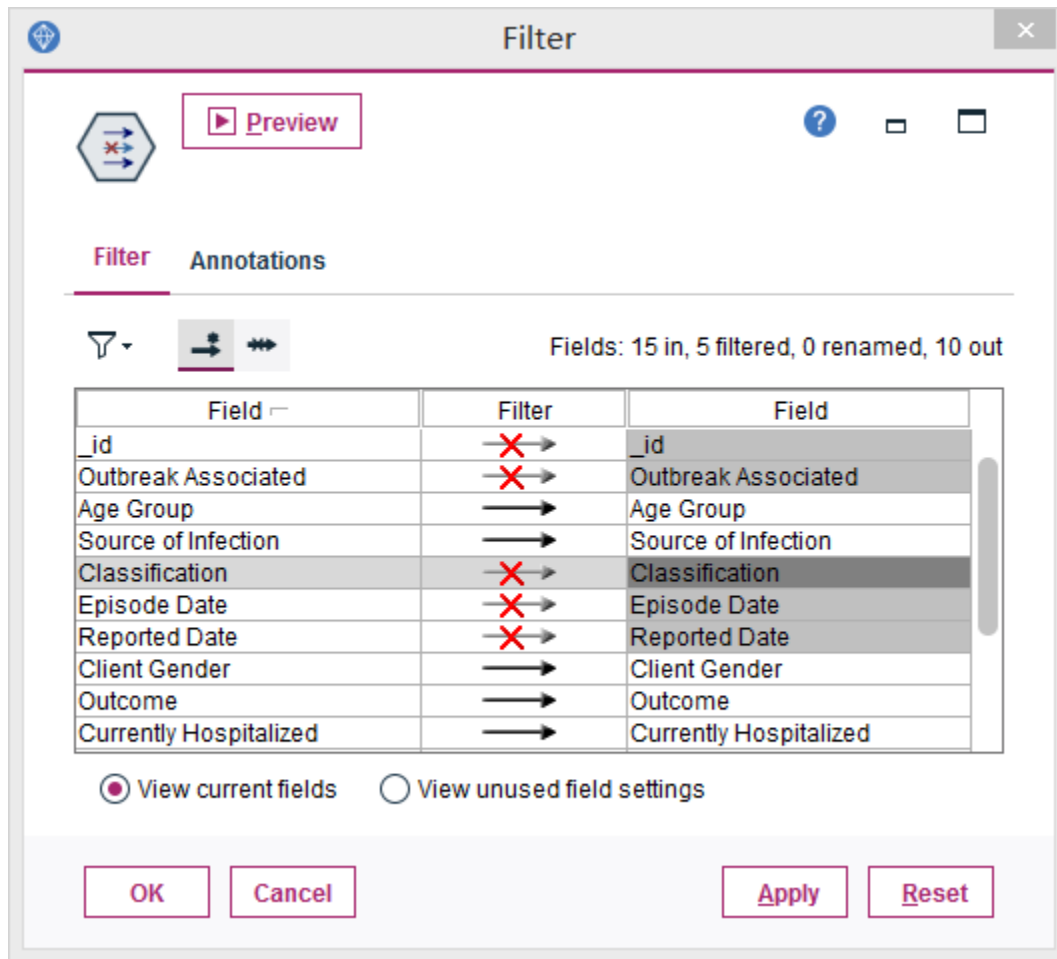 Filter
Preview
?
Filter Annotations
Fields: 15 in, 5 filtered, 0 renamed, 10 out
Field Filter Field
_id _id
Outbreak Associated Outbreak Associated
Age Group Age Group
Source of Infection Source of Infection
Classification Classification
Episode Date Episode Date
Reported Date Reported Date
Client Gender Client Gender
Outcome Outcome
Currently Hospitalized Currently Hospitalized
View current fields View unused field settings
OK Cancel Apply Reset